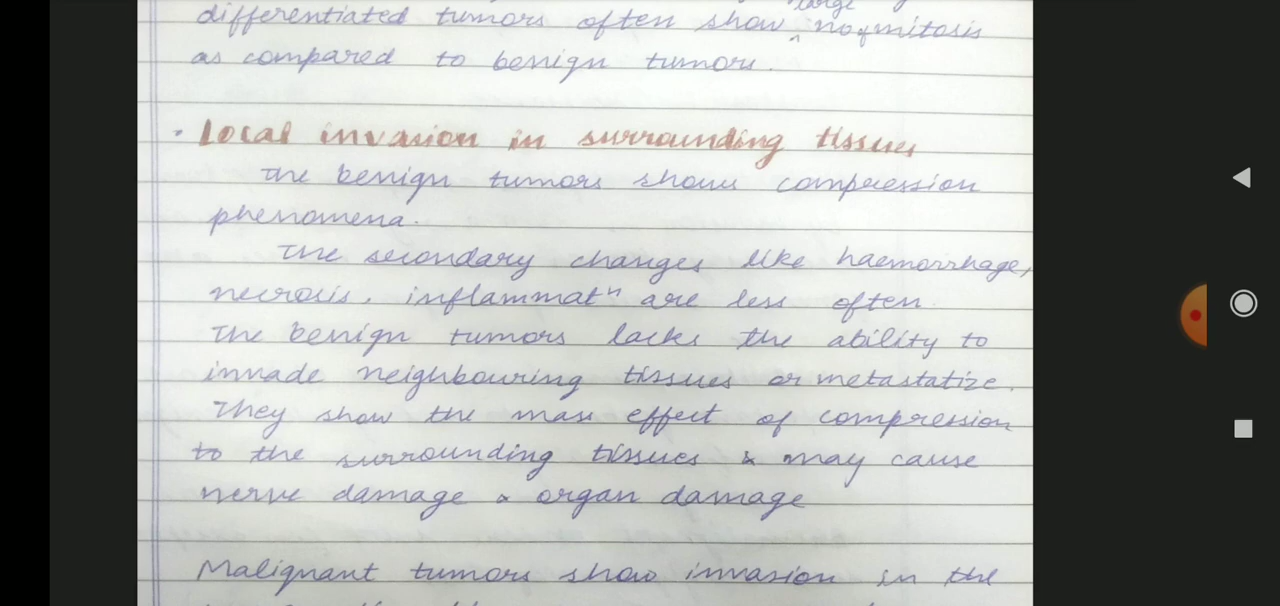 large
differentiated tumors often show ^ no of mitosis
as compared to benign tumors.
. Local invasion in surrounding tissues
The benign tumors shows compression
phenomena.
The secondary changes like haemorrhage,
necrosis, inflammatⁿ are less often
The benign tumors lacks the ability to
invade neighbouring tissues or metastatize.
They show the mass effect of compression
to the surrounding tissues & may cause
nerve damage & organ damage
Malignant tumors show invasion in the